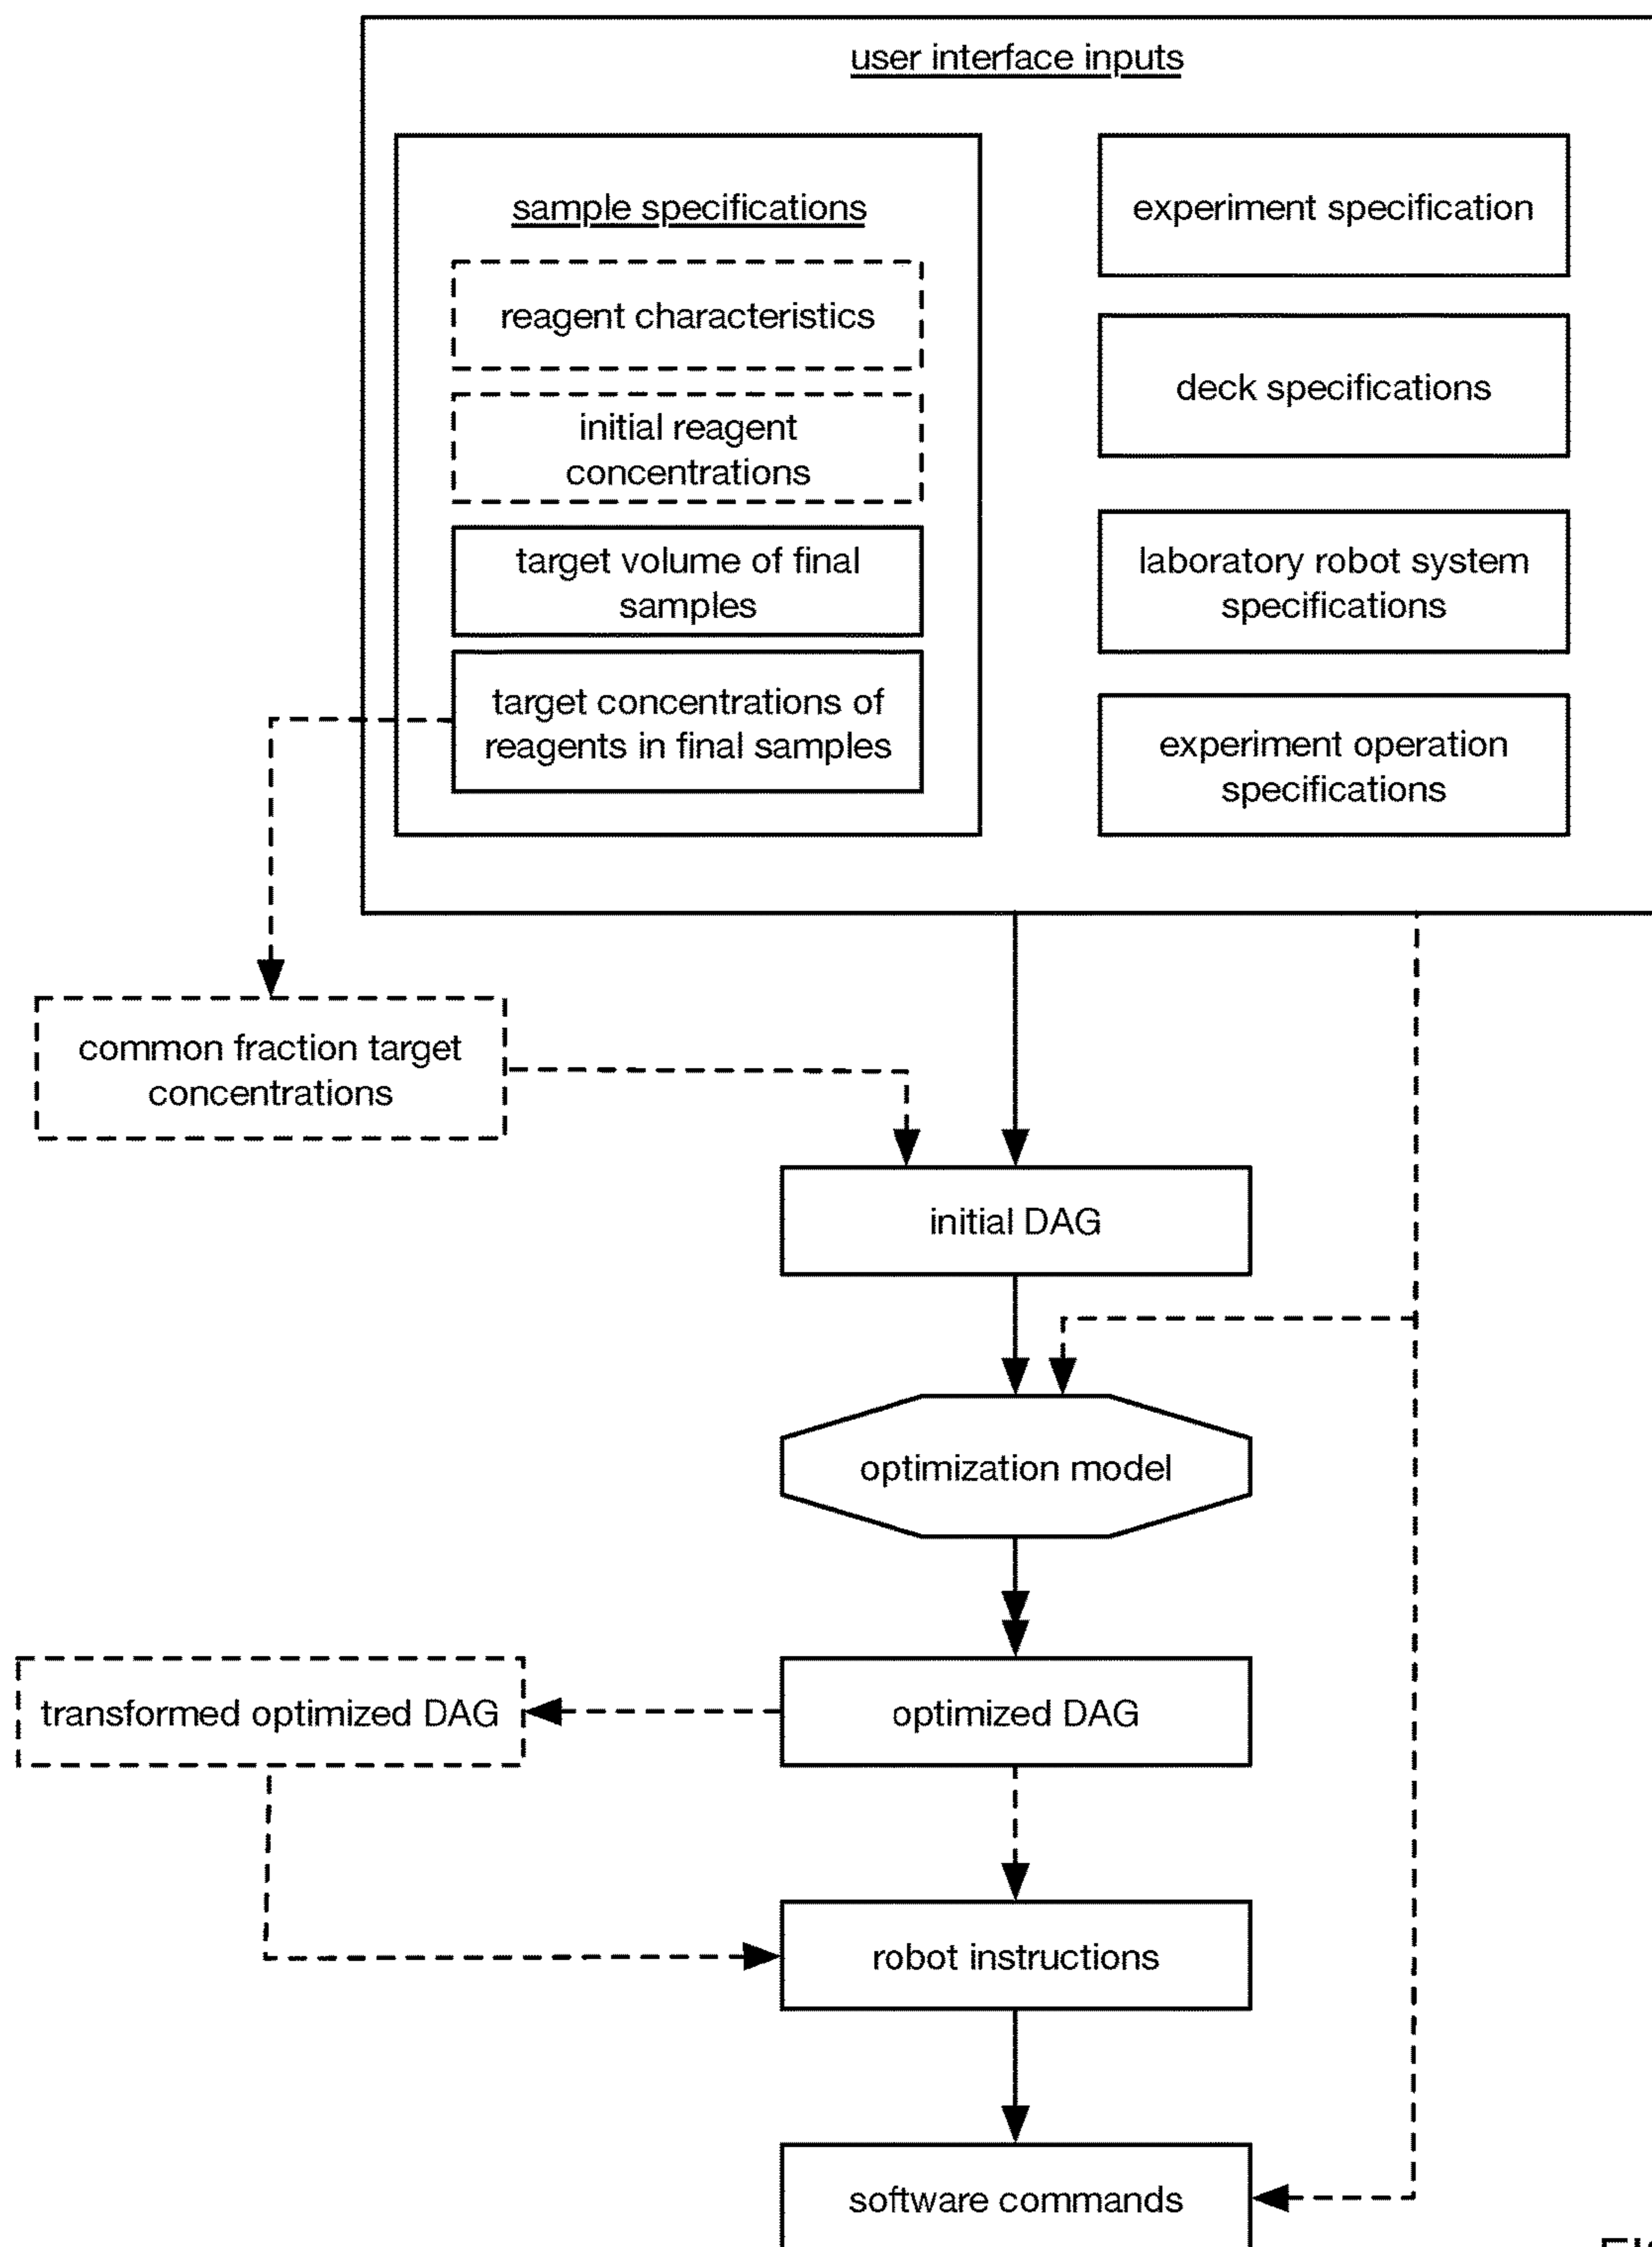 user interface inputs
sample specifications
reagent characteristics
initial reagent
concentrations
target volume of final
samples
target concentrations of
reagents in final samples
experiment specification
deck specifications
laboratory robot system
specifications
experiment operation
specifications
common fraction target
concentrations
initial DAG
optimization model
transformed optimized DAG
optimized DAG
robot instructions
software commands